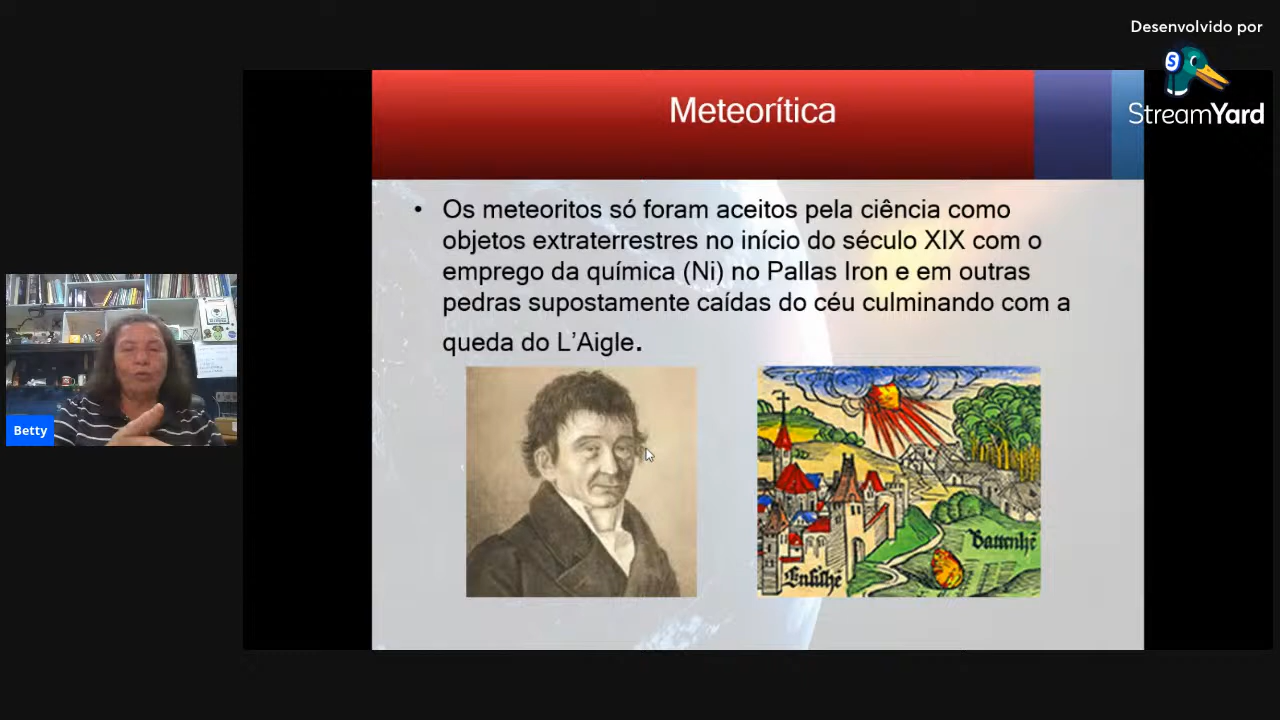 Desenvolvido por
StreamYard
Meteorítica
• Os meteoritos só foram aceitos pela ciência como
objetos extraterrestres no início do século XIX com o
emprego da química (Ni) no Pallas Iron e em outras
pedras supostamente caídas do céu culminando com a
queda do L’Aigle.
Betty
Battenhē
Ensishē